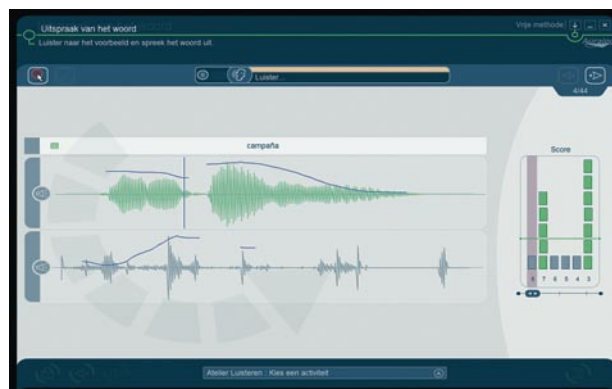 Uitspraak van het woord
Vrije methode
Luister naar het voorbeeld en spreek het woord uit.
Luister...
4/44
campaña
Score
8 7 6 5 4 3
Atelier Luisteren : Kies een activiteit